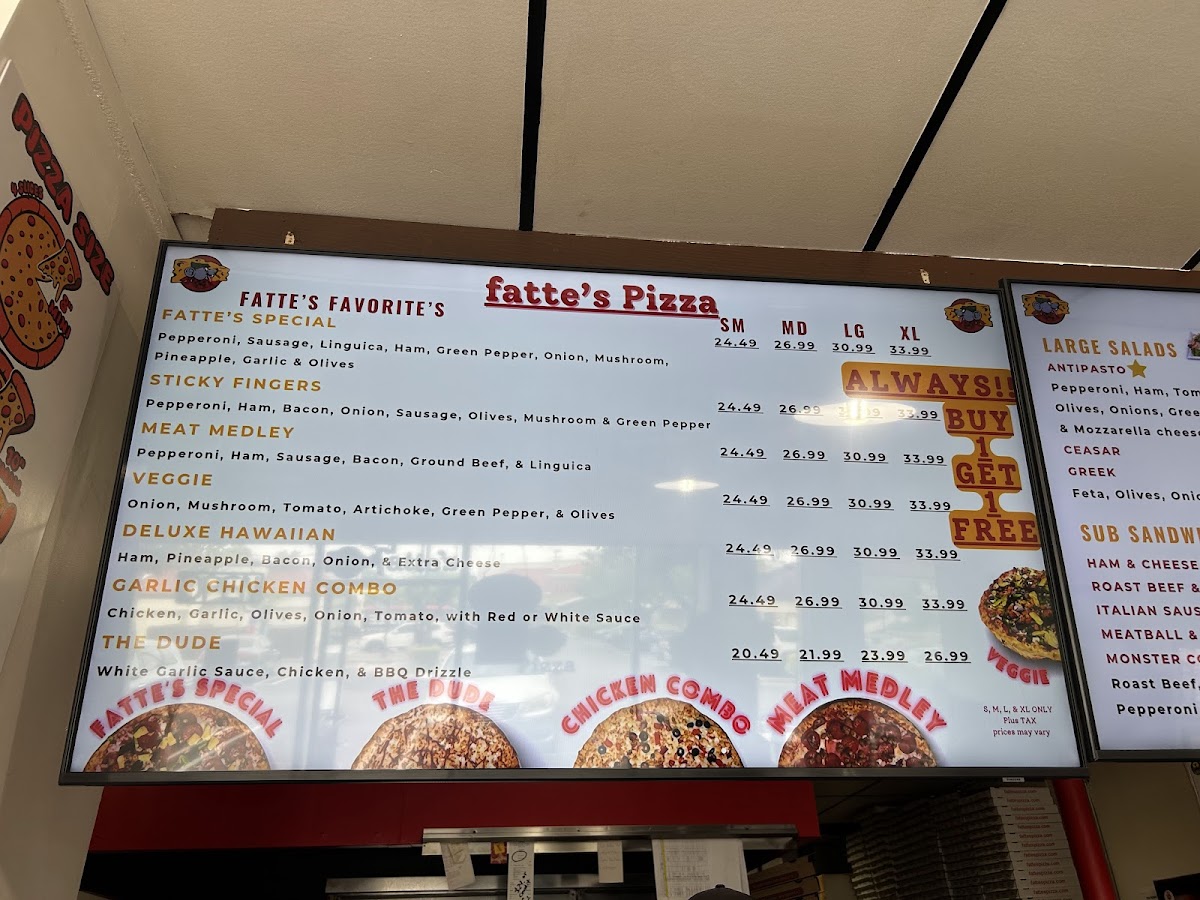 PIZZA SIZE
4 SLICES
8"
MINI
10"
fatte's Pizza
FATTE'S FAVORITE'S
SM MD LG XL
FATTE'S SPECIAL
24.49 26.99 30.99 33.99
Pepperoni, Sausage, Linguica, Ham, Green Pepper, Onion, Mushroom,
Pineapple, Garlic & Olives
STICKY FINGERS
Pepperoni, Ham, Bacon, Onion, Sausage, Olives, Mushroom & Green Pepper
24.49 26.99 33.99
MEAT MEDLEY
Pepperoni, Ham, Sausage, Bacon, Ground Beef, & Linguica
24.49 26.99 30.99 33.99
VEGGIE
Onion, Mushroom, Tomato, Artichoke, Green Pepper, & Olives
24.49 26.99 30.99 33.99
DELUXE HAWAIIAN
Ham, Pineapple, Bacon, Onion, & Extra Cheese
24.49 26.99 30.99 33.99
GARLIC CHICKEN COMBO
Chicken, Garlic, Olives, Onion, Tomato, with Red or White Sauce
24.49 26.99 30.99 33.99
THE DUDE
White Garlic Sauce, Chicken, & BBQ Drizzle
20.49 21.99 23.99 26.99
ALWAYS!!
BUY
1
GET
1
FREE
VEGGIE
FATTE'S SPECIAL
THE DUDE
CHICKEN COMBO
MEAT MEDLEY
S, M, L, & XL ONLY
Plus TAX
prices may vary
LARGE SALADS
ANTIPASTO
Pepperoni, Ham,
Olives, Onions,
& Mozzarella cheese
CEASAR
GREEK
Feta, Olives,
SUB
HAM & CHEESE
ROAST BEEF &
ITALIAN
MEATBALL &
MONSTER
Roast Beef,
Pepperoni